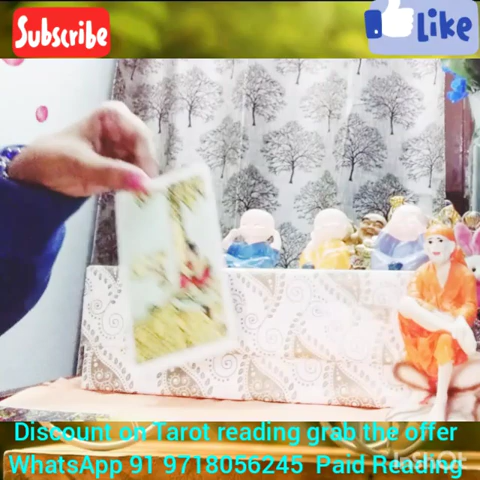 Subscribe
Like
Discount on Tarot reading grab the offer
WhatsApp 91 9718056245 Paid Reading